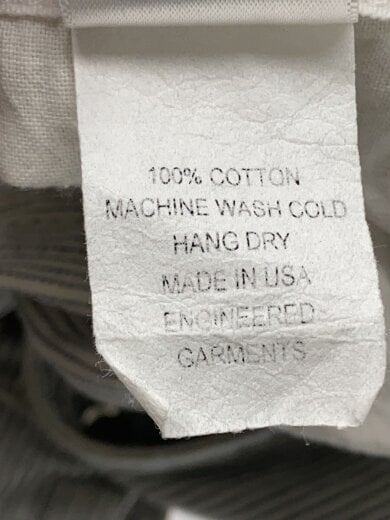 100% COTTON
MACHINE WASH COLD
HANG DRY
MADE IN USA
ENGINEERED
GARMENTS